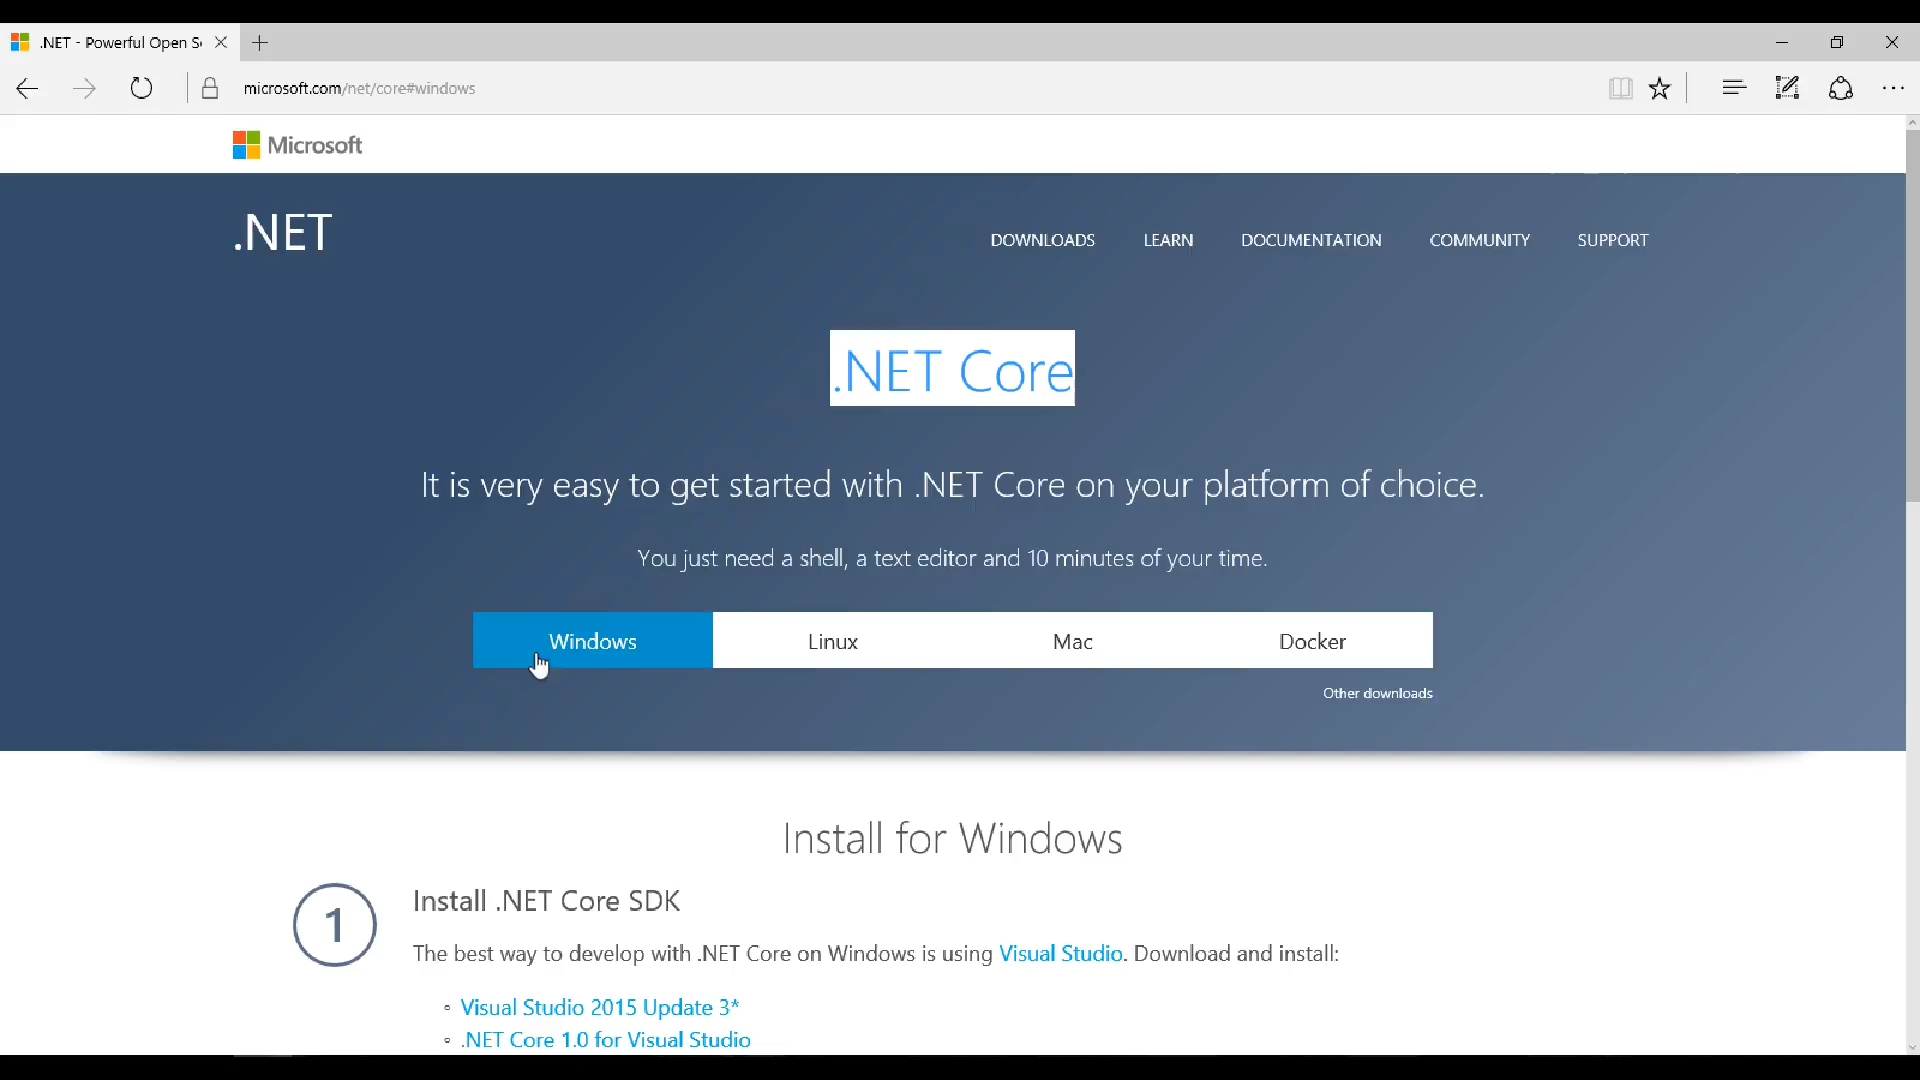 .NET - Powerful Open S
microsoft.com/net/core#windows
Microsoft
.NET
DOWNLOADS LEARN DOCUMENTATION COMMUNITY SUPPORT
.NET Core
It is very easy to get started with .NET Core on your platform of choice.
You just need a shell, a text editor and 10 minutes of your time.
Windows Linux Mac Docker
Other downloads
Install for Windows
1
Install .NET Core SDK
The best way to develop with .NET Core on Windows is using Visual Studio. Download and install:
◦ Visual Studio 2015 Update 3*
◦ .NET Core 1.0 for Visual Studio